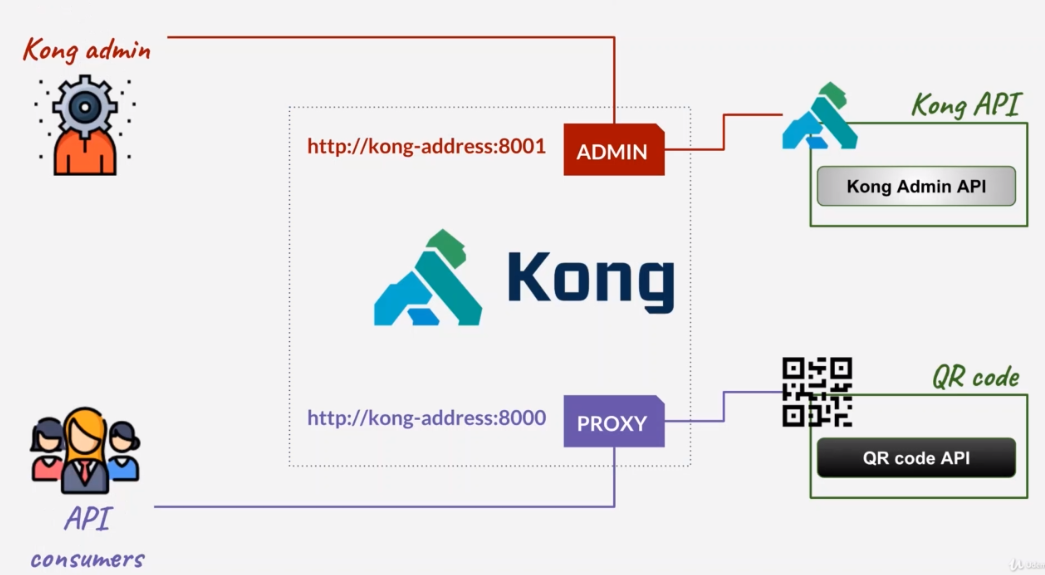 Kong admin
http://kong-address:8001
ADMIN
Kong API
Kong Admin API
Kong
http://kong-address:8000
PROXY
QR code
QR code API
API
consumers